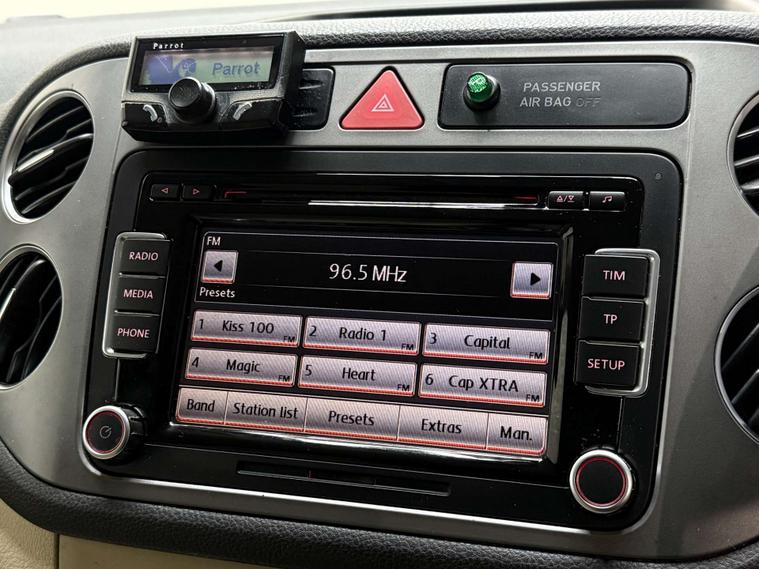 Parrot
Parrot
PASSENGER
AIR BAG OFF
RADIO
MEDIA
PHONE
FM
96.5 MHz
Presets
1 Kiss 100 FM
2 Radio 1 FM
3 Capital FM
4 Magic FM
5 Heart FM
6 Cap XTRA FM
Band
Station list
Presets
Extras
Man.
TIM
TP
SETUP